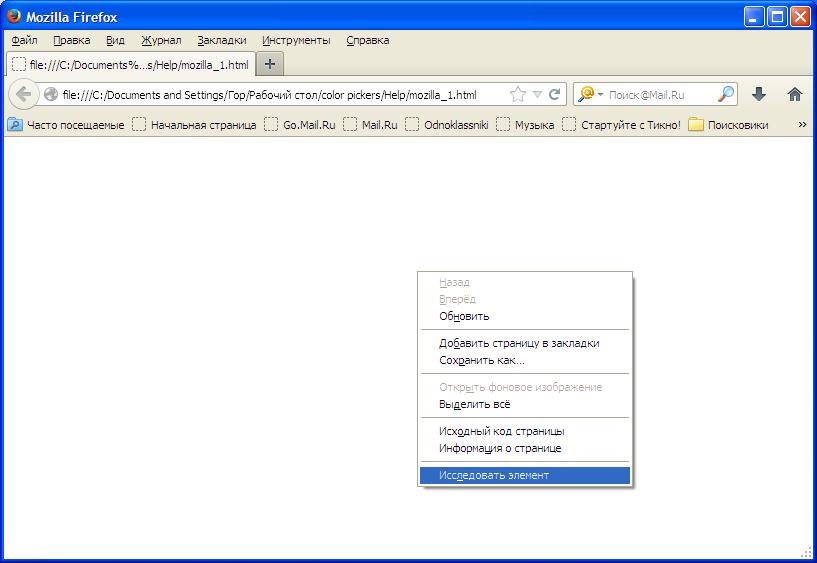 Mozilla Firefox
Файл Правка Вид Журнал Закладки Инструменты Справка
file:///C:/Documents%...s/Help/mozilla_1.html
file:///C:/Documents and Settings/Гор/Рабочий стол/color pickers/Help/mozilla_1.html Поиск@Mail.Ru
Часто посещаемые Начальная страница Go.Mail.Ru Mail.Ru Odnoklassniki Музыка Стартуйте с Тикно! Поисковики »
Назад
Вперёд
Обновить
Добавить страницу в закладки
Сохранить как...
Открыть фоновое изображение
Выделить всё
Исходный код страницы
Информация о странице
Исследовать элемент